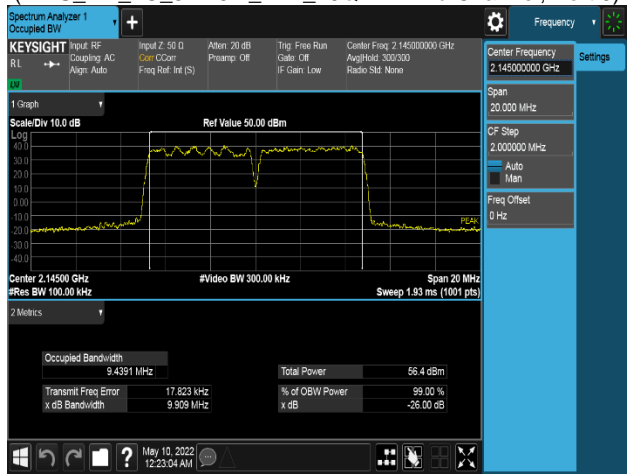 Spectrum Analyzer 1
Occupied BW
Frequency
KEYSIGHT
RL
Input: RF
Coupling: AC
Align: Auto
Input Z: 50 Ω
Corr CCorr
Freq Ref: Int (S)
Atten: 20 dB
Preamp: Off
Trig: Free Run
Gate: Off
IF Gain: Low
Center Freq: 2.145000000 GHz
Avg|Hold: 300/300
Radio Std: None
Center Frequency
2.145000000 GHz
Settings
Span
20.000 MHz
CF Step
2.000000 MHz
Auto
Man
Freq Offset
0 Hz
1 Graph
Scale/Div 10.0 dB
Ref Value 50.00 dBm
Log
40.0
30.0
20.0
10.0
0.00
-10.0
-20.0
-30.0
-40.0
PEAK
Center 2.14500 GHz
#Video BW 300.00 kHz
Span 20 MHz
#Res BW 100.00 kHz
Sweep 1.93 ms (1001 pts)
2 Metrics
Occupied Bandwidth
9.4391 MHz
Total Power 56.4 dBm
Transmit Freq Error 17.823 kHz
% of OBW Power 99.00 %
x dB Bandwidth 9.909 MHz
x dB -26.00 dB
?
May 10, 2022
12:23:04 AM